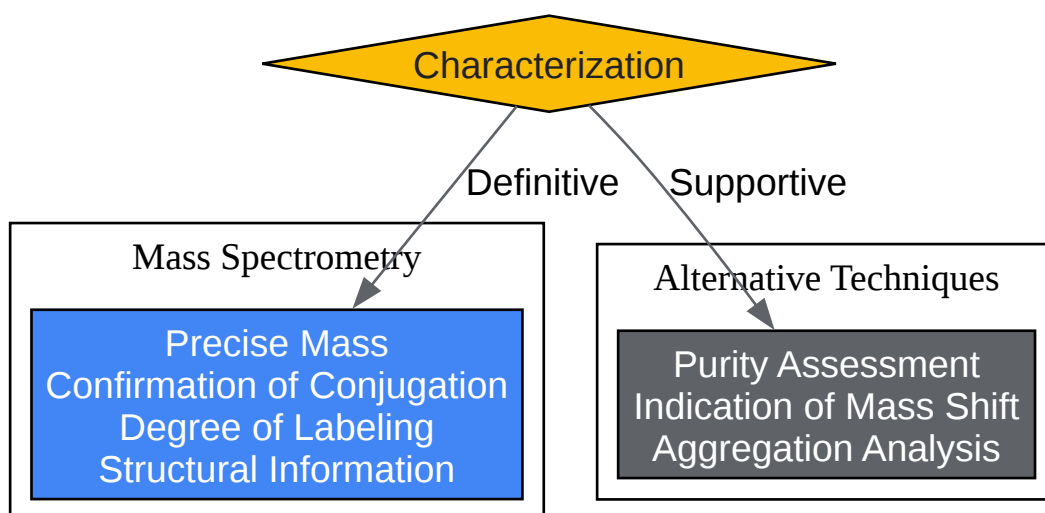 Characterization
Definitive
Supportive
Mass Spectrometry
Precise Mass
Confirmation of Conjugation
Degree of Labeling
Structural Information
Alternative Techniques
Purity Assessment
Indication of Mass Shift
Aggregation Analysis